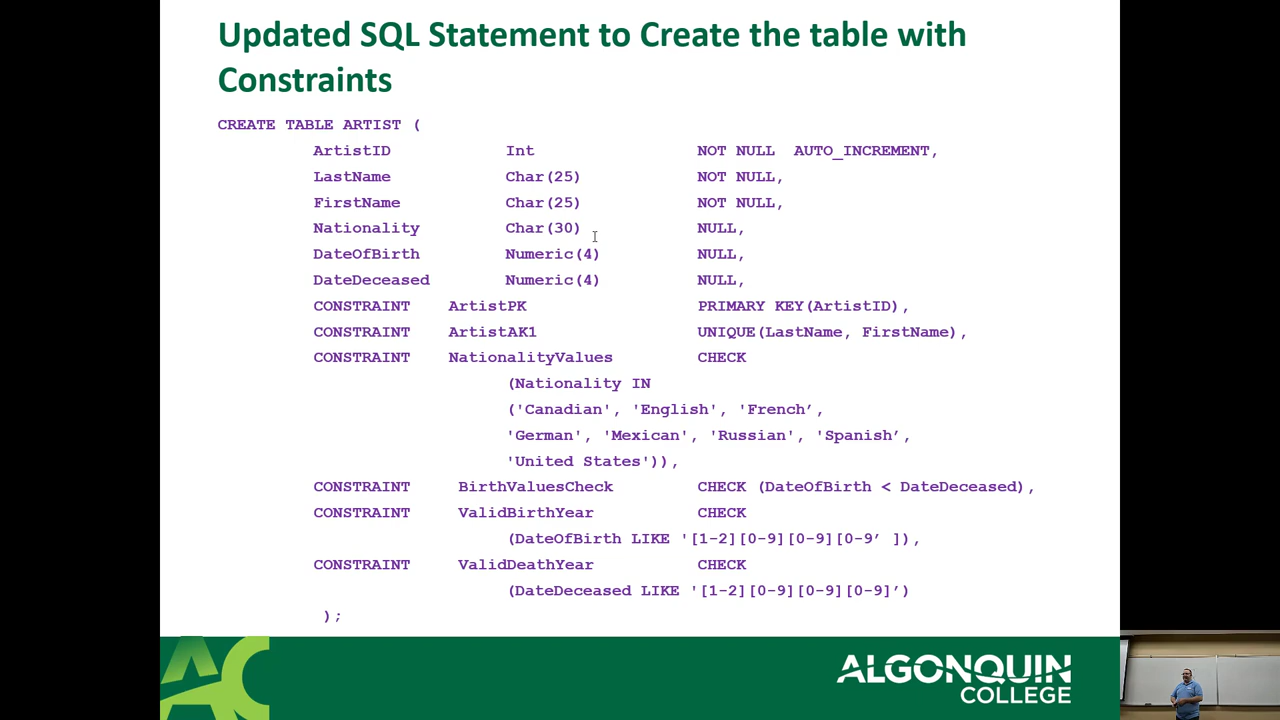 Updated SQL Statement to Create the table with
Constraints
CREATE TABLE ARTIST (
ArtistID Int NOT NULL AUTO_INCREMENT,
LastName Char(25) NOT NULL,
FirstName Char(25) NOT NULL,
Nationality Char(30) NULL,
DateOfBirth Numeric(4) NULL,
DateDeceased Numeric(4) NULL,
CONSTRAINT ArtistPK PRIMARY KEY(ArtistID),
CONSTRAINT ArtistAK1 UNIQUE(LastName, FirstName),
CONSTRAINT NationalityValues CHECK
(Nationality IN
('Canadian', 'English', 'French’,
'German', 'Mexican', 'Russian', 'Spanish’,
'United States')),
CONSTRAINT BirthValuesCheck CHECK (DateOfBirth < DateDeceased),
CONSTRAINT ValidBirthYear CHECK
(DateOfBirth LIKE '[1-2][0-9][0-9][0-9’ ]),
CONSTRAINT ValidDeathYear CHECK
(DateDeceased LIKE '[1-2][0-9][0-9][0-9]’)
);
AC
ALGONQUIN
COLLEGE